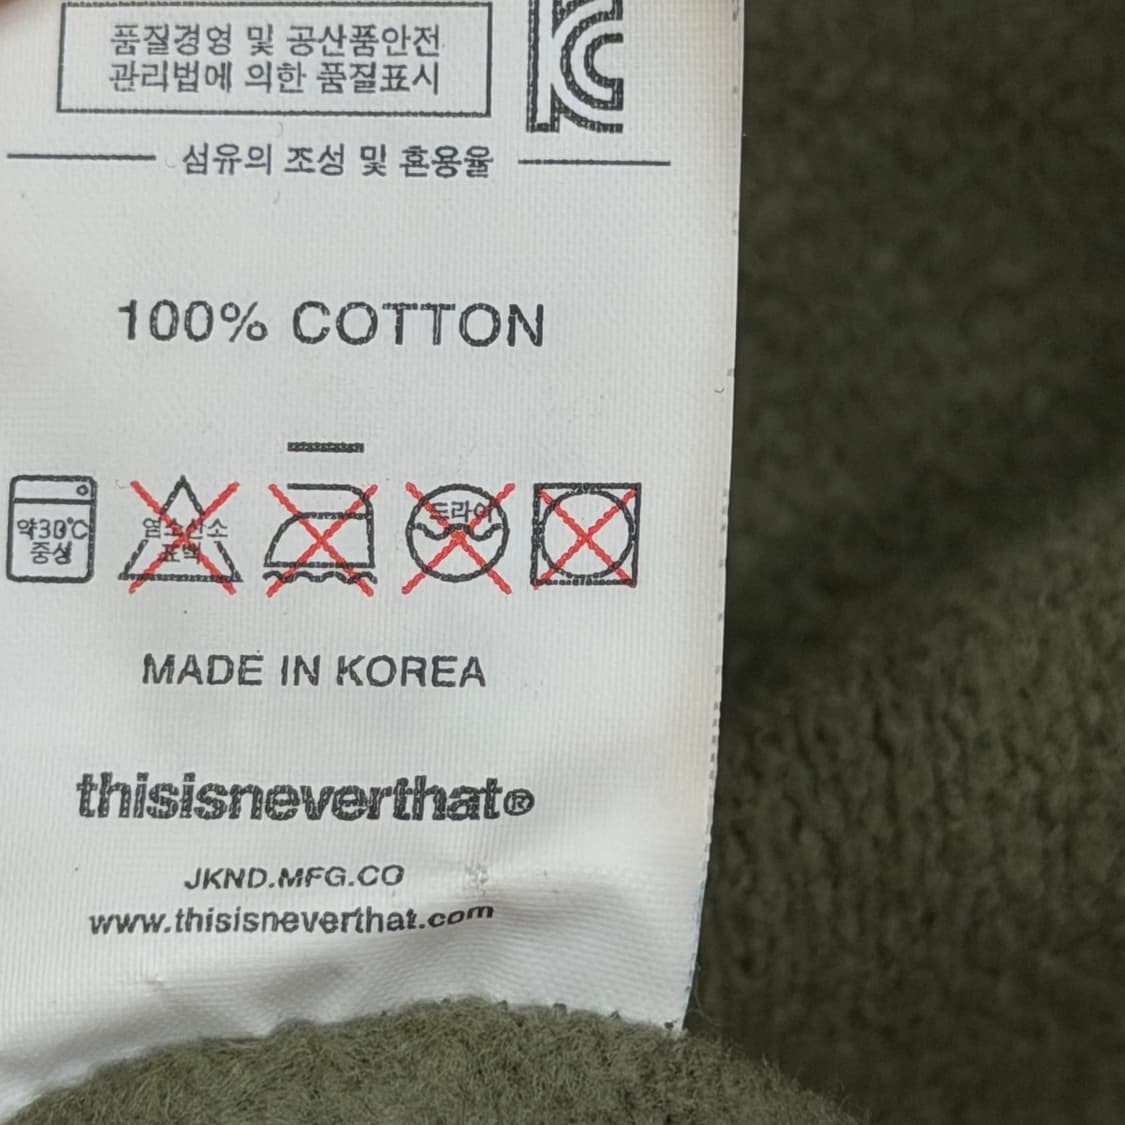 품질경영 및 공산품안전
관리법에 의한 품질표시
KC
섬유의 조성 및 혼용율
100% COTTON
약30℃
중성
염소산소
표백
드라이
MADE IN KOREA
thisisneverthat®
JKND.MFG.CO
www.thisisneverthat.com